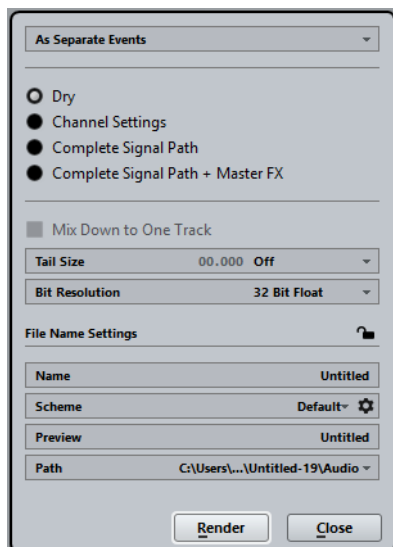 As Separate Events
Dry
Channel Settings
Complete Signal Path
Complete Signal Path + Master FX
Mix Down to One Track
Tail Size 00.000 Off
Bit Resolution 32 Bit Float
File Name Settings
Name Untitled
Scheme Default
Preview Untitled
Path C:\Users\...\Untitled-19\Audio
Render Close